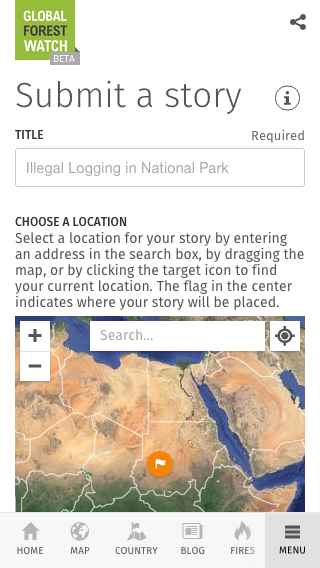 GLOBAL
FOREST
WATCH
BETA
Submit a story
TITLE
Required
Illegal Logging in National Park
CHOOSE A LOCATION
Select a location for your story by entering
an address in the search box, by dragging the
map, or by clicking the target icon to find
your current location. The flag in the center
indicates where your story will be placed.
+
Search...
−
HOME
MAP
COUNTRY
BLOG
FIRES
MENU